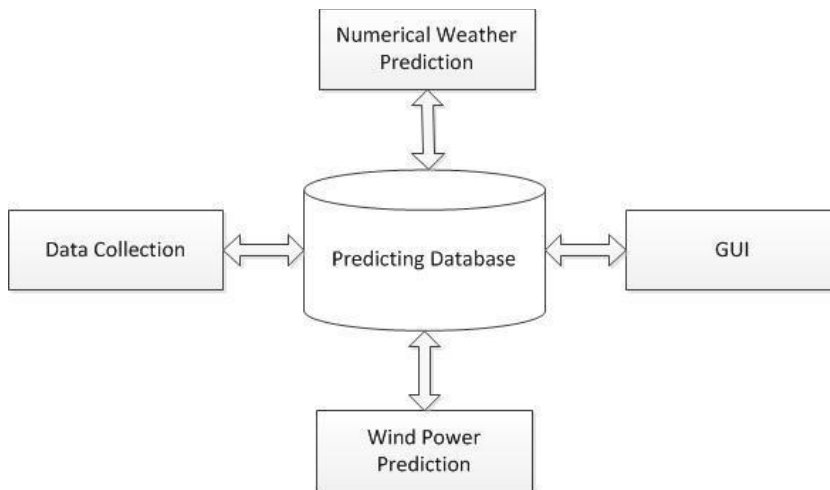 Numerical Weather
Prediction
Data Collection
Predicting Database
GUI
Wind Power
Prediction